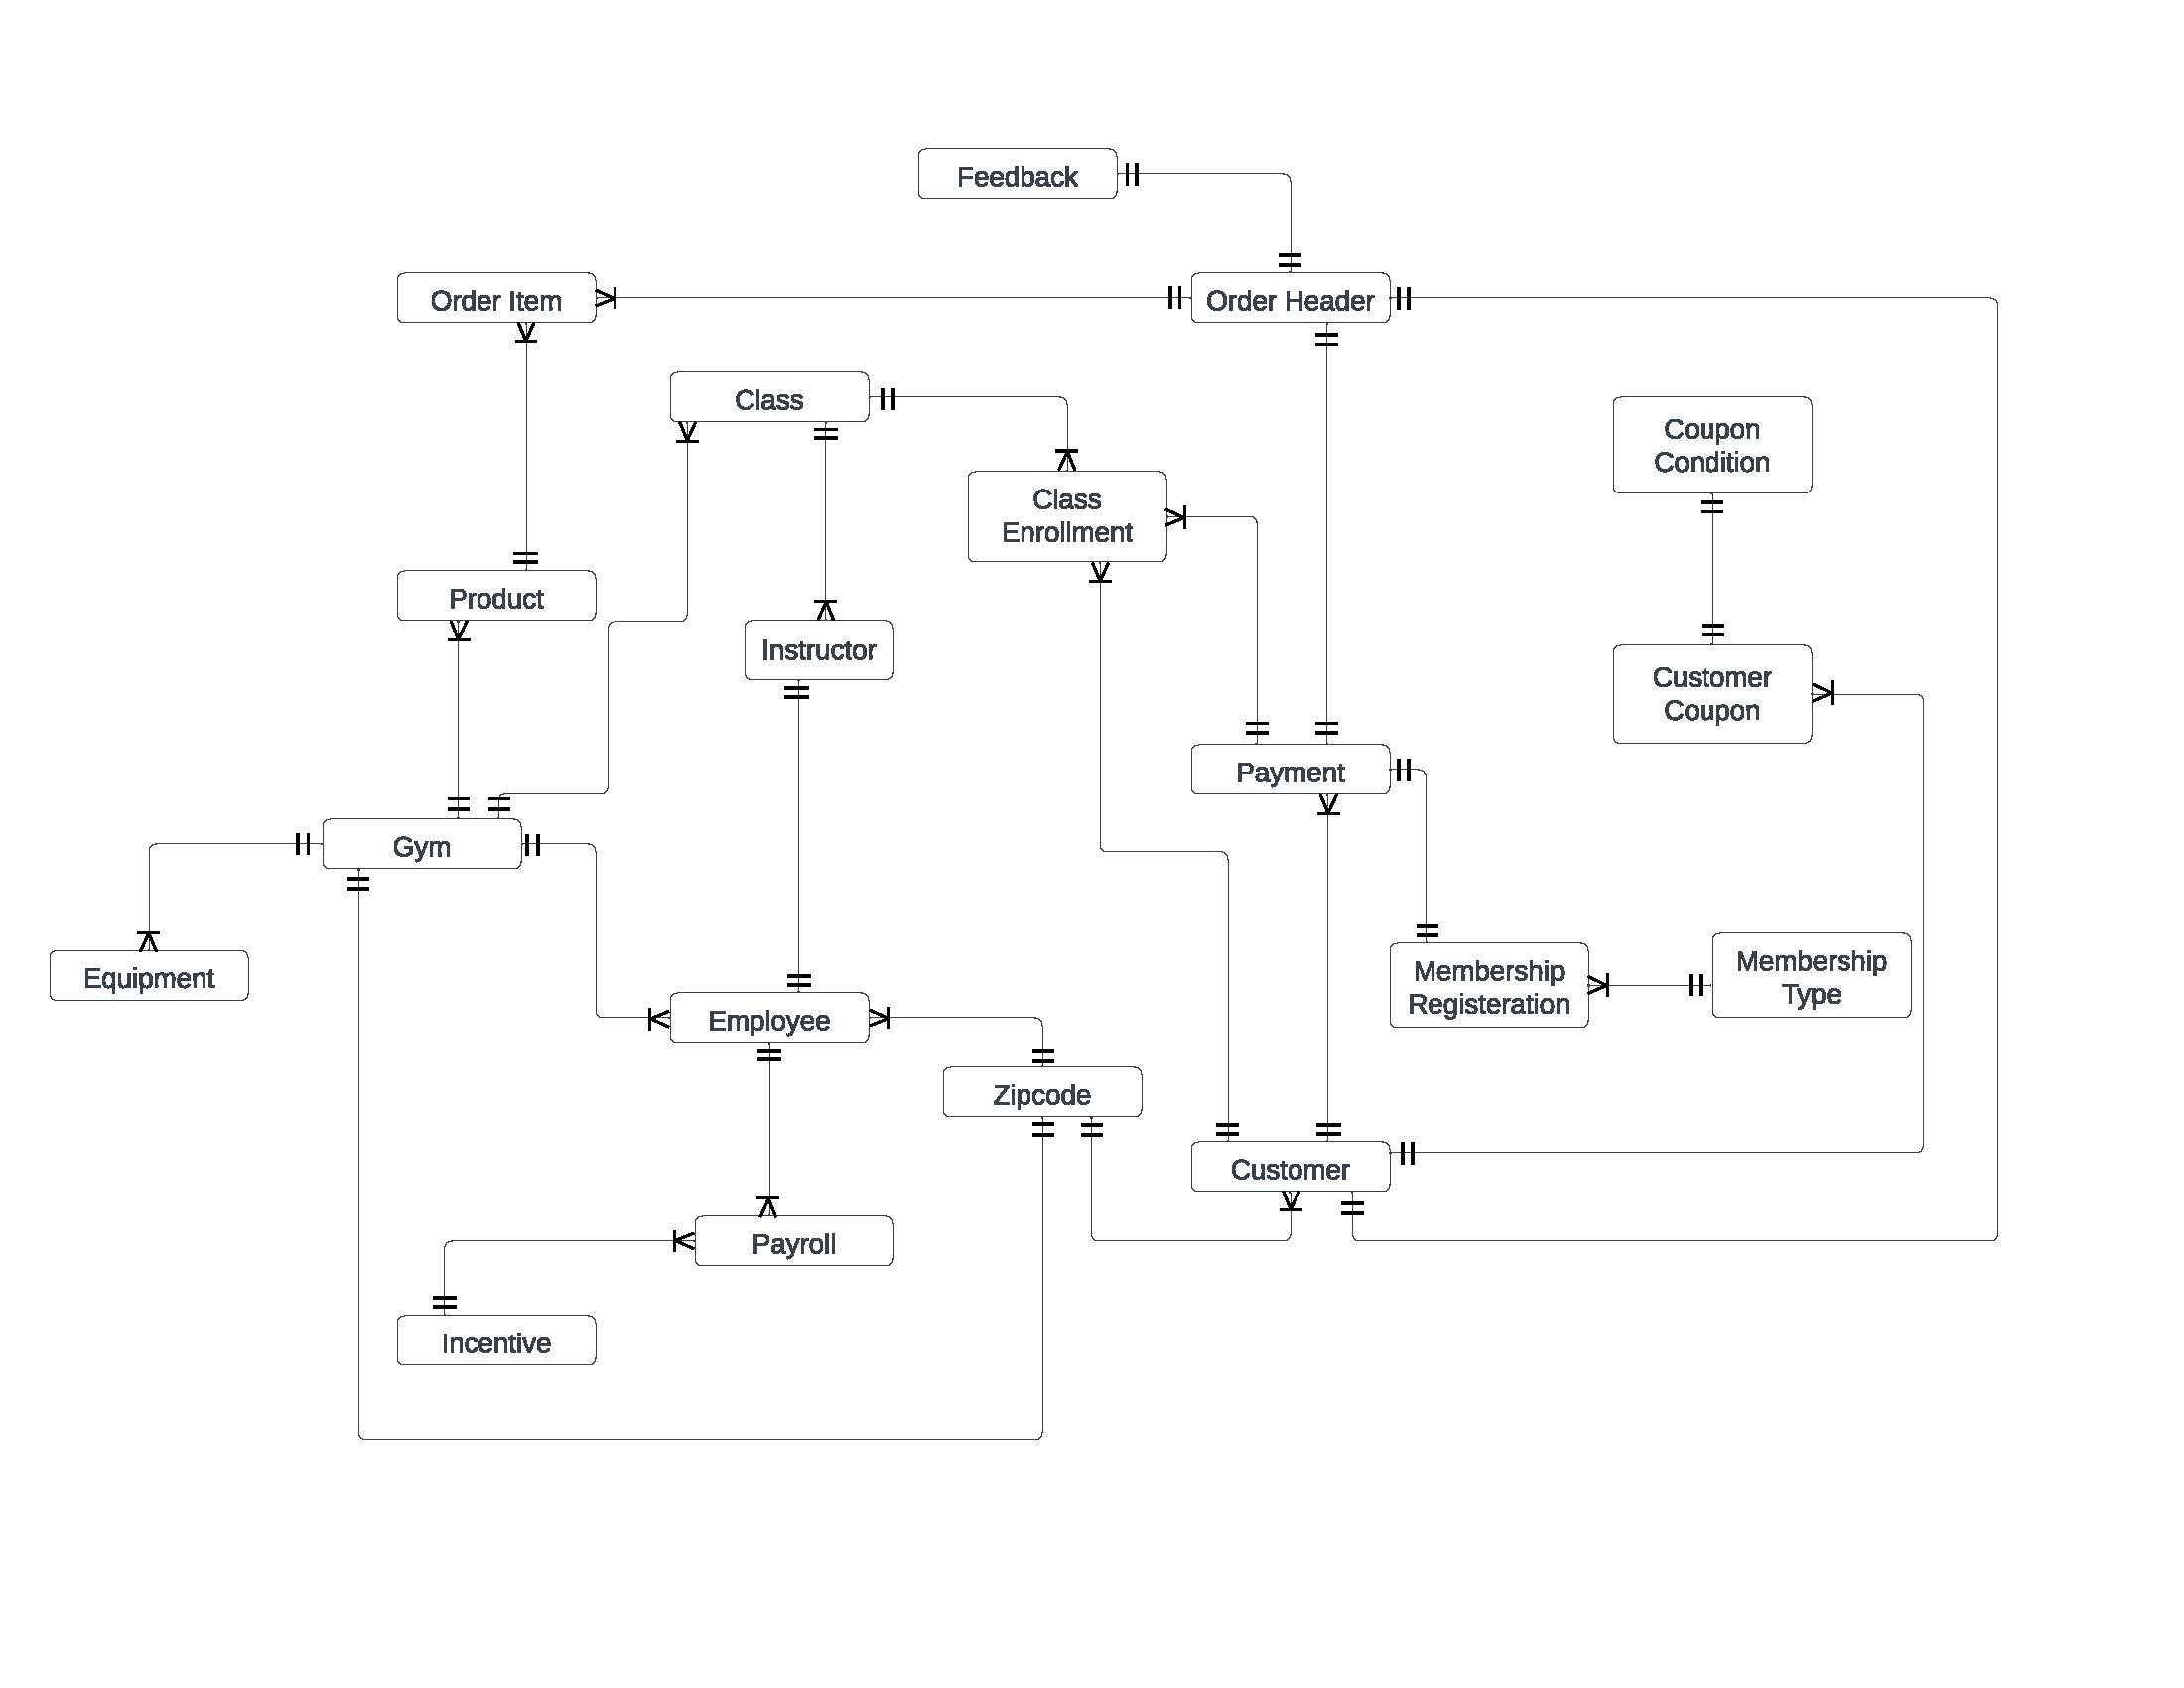 Feedback
Order Item
Order Header
Class
Coupon
Condition
Class
Enrollment
Product
Instructor
Customer
Coupon
Payment
Gym
Equipment
Membership
Registeration
Membership
Type
Employee
Zipcode
Customer
Payroll
Incentive